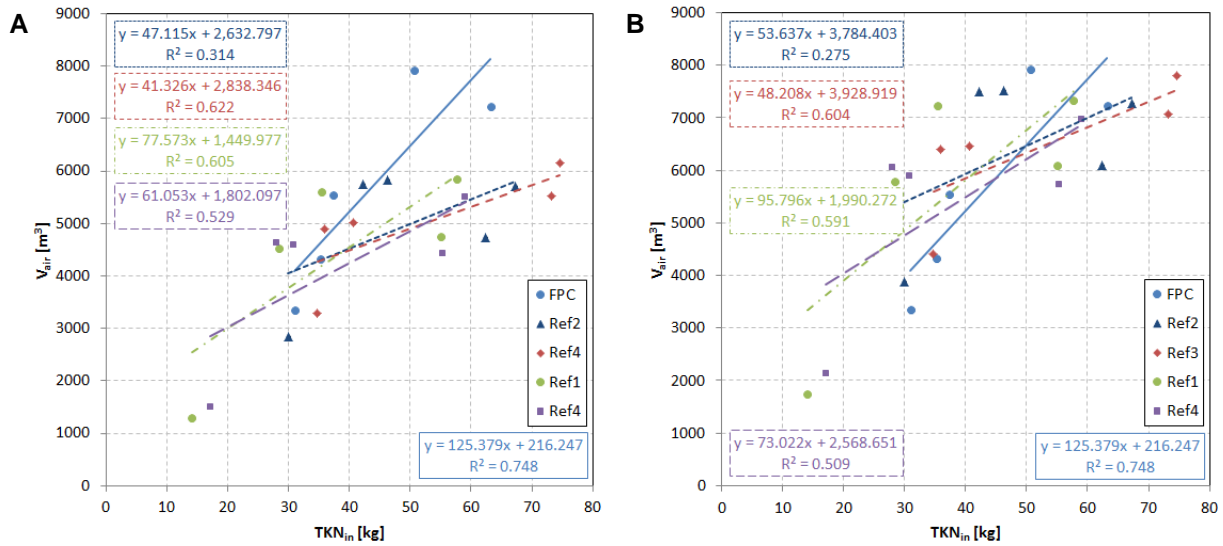 A
y = 47.115x + 2,632.797
R² = 0.314
y = 41.326x + 2,838.346
R² = 0.622
y = 77.573x + 1,449.977
R² = 0.605
y = 61.053x + 1,802.097
R² = 0.529
y = 125.379x + 216.247
R² = 0.748
FPC
Ref2
Ref4
Ref1
Ref4
9000
8000
7000
6000
5000
4000
3000
2000
1000
0
0 10 20 30 40 50 60 70 80
Vair [m³]
TKNin [kg]
B
y = 53.637x + 3,784.403
R² = 0.275
y = 48.208x + 3,928.919
R² = 0.604
y = 95.796x + 1,990.272
R² = 0.591
y = 73.022x + 2,568.651
R² = 0.509
y = 125.379x + 216.247
R² = 0.748
FPC
Ref2
Ref3
Ref1
Ref4
9000
8000
7000
6000
5000
4000
3000
2000
1000
0
0 10 20 30 40 50 60 70 80
Vair [m³]
TKNin [kg]